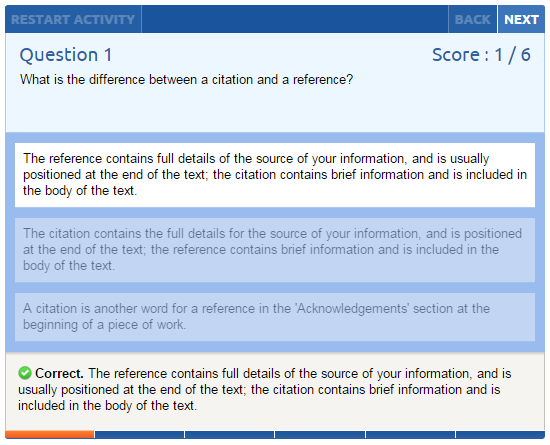 RESTART ACTIVITY BACK NEXT
Question 1 Score : 1 / 6
What is the difference between a citation and a reference?
The reference contains full details of the source of your information, and is usually
positioned at the end of the text; the citation contains brief information and is included in
the body of the text.
The citation contains the full details for the source of your information, and is positioned
at the end of the text; the reference contains brief information and is included in the
body of the text.
A citation is another word for a reference in the 'Acknowledgements' section at the
beginning of a piece of work.
Correct. The reference contains full details of the source of your information, and is
usually positioned at the end of the text; the citation contains brief information and is
included in the body of the text.